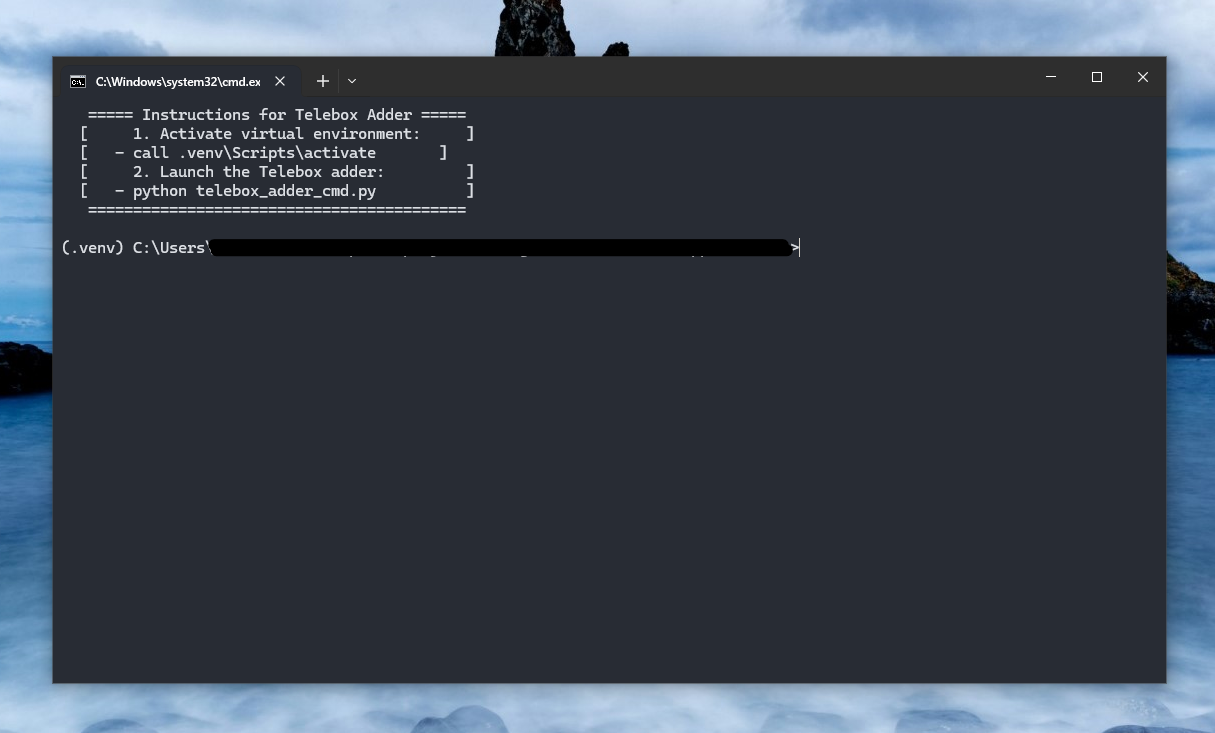 C:\Windows\system32\cmd.ex
===== Instructions for Telebox Adder =====
[     1. Activate virtual environment:     ]
[   - call .venv\Scripts\activate       ]
[     2. Launch the Telebox adder:         ]
[   - python telebox_adder_cmd.py          ]
==========================================
(.venv) C:\Users\>